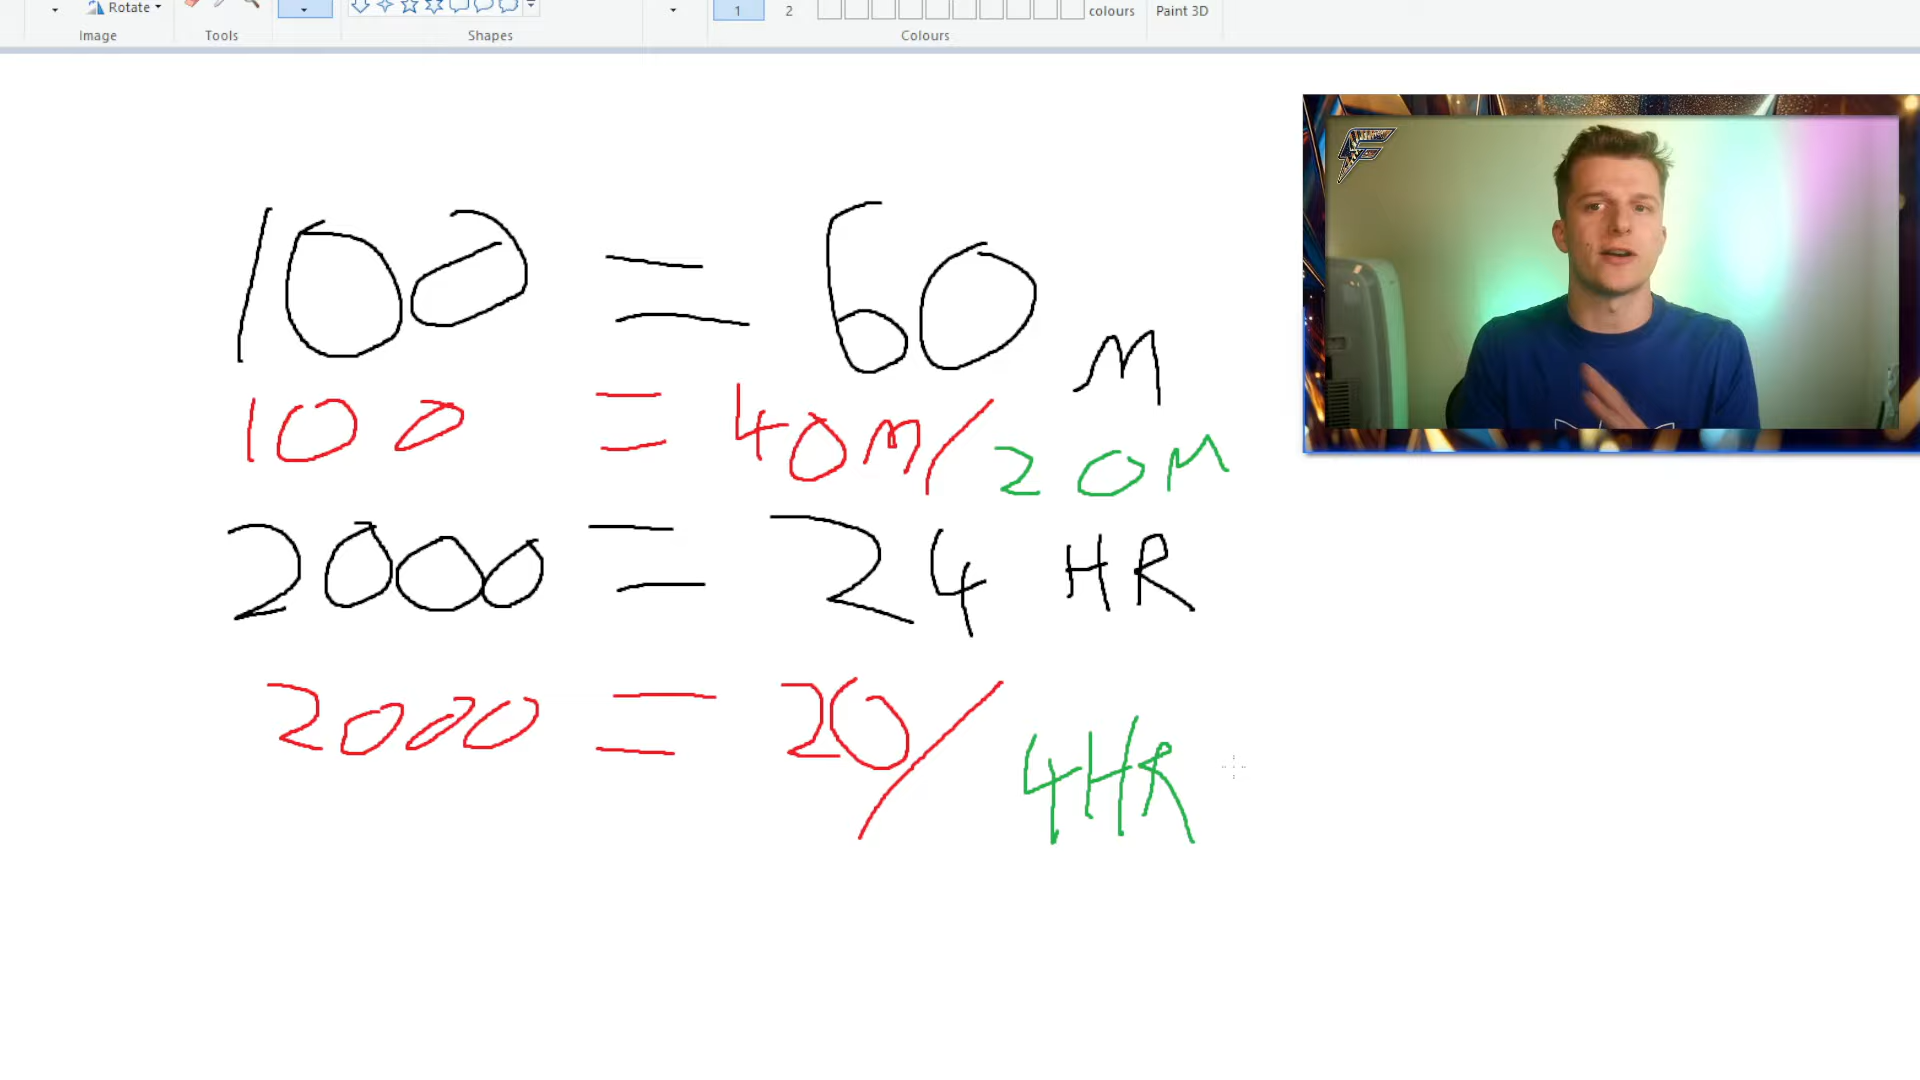 Rotate
1 2 colours Paint 3D
Image Tools Shapes Colours
100 = 60 M
100 = 40M/20M
2000 = 24 HR
2000 = 20/4HR